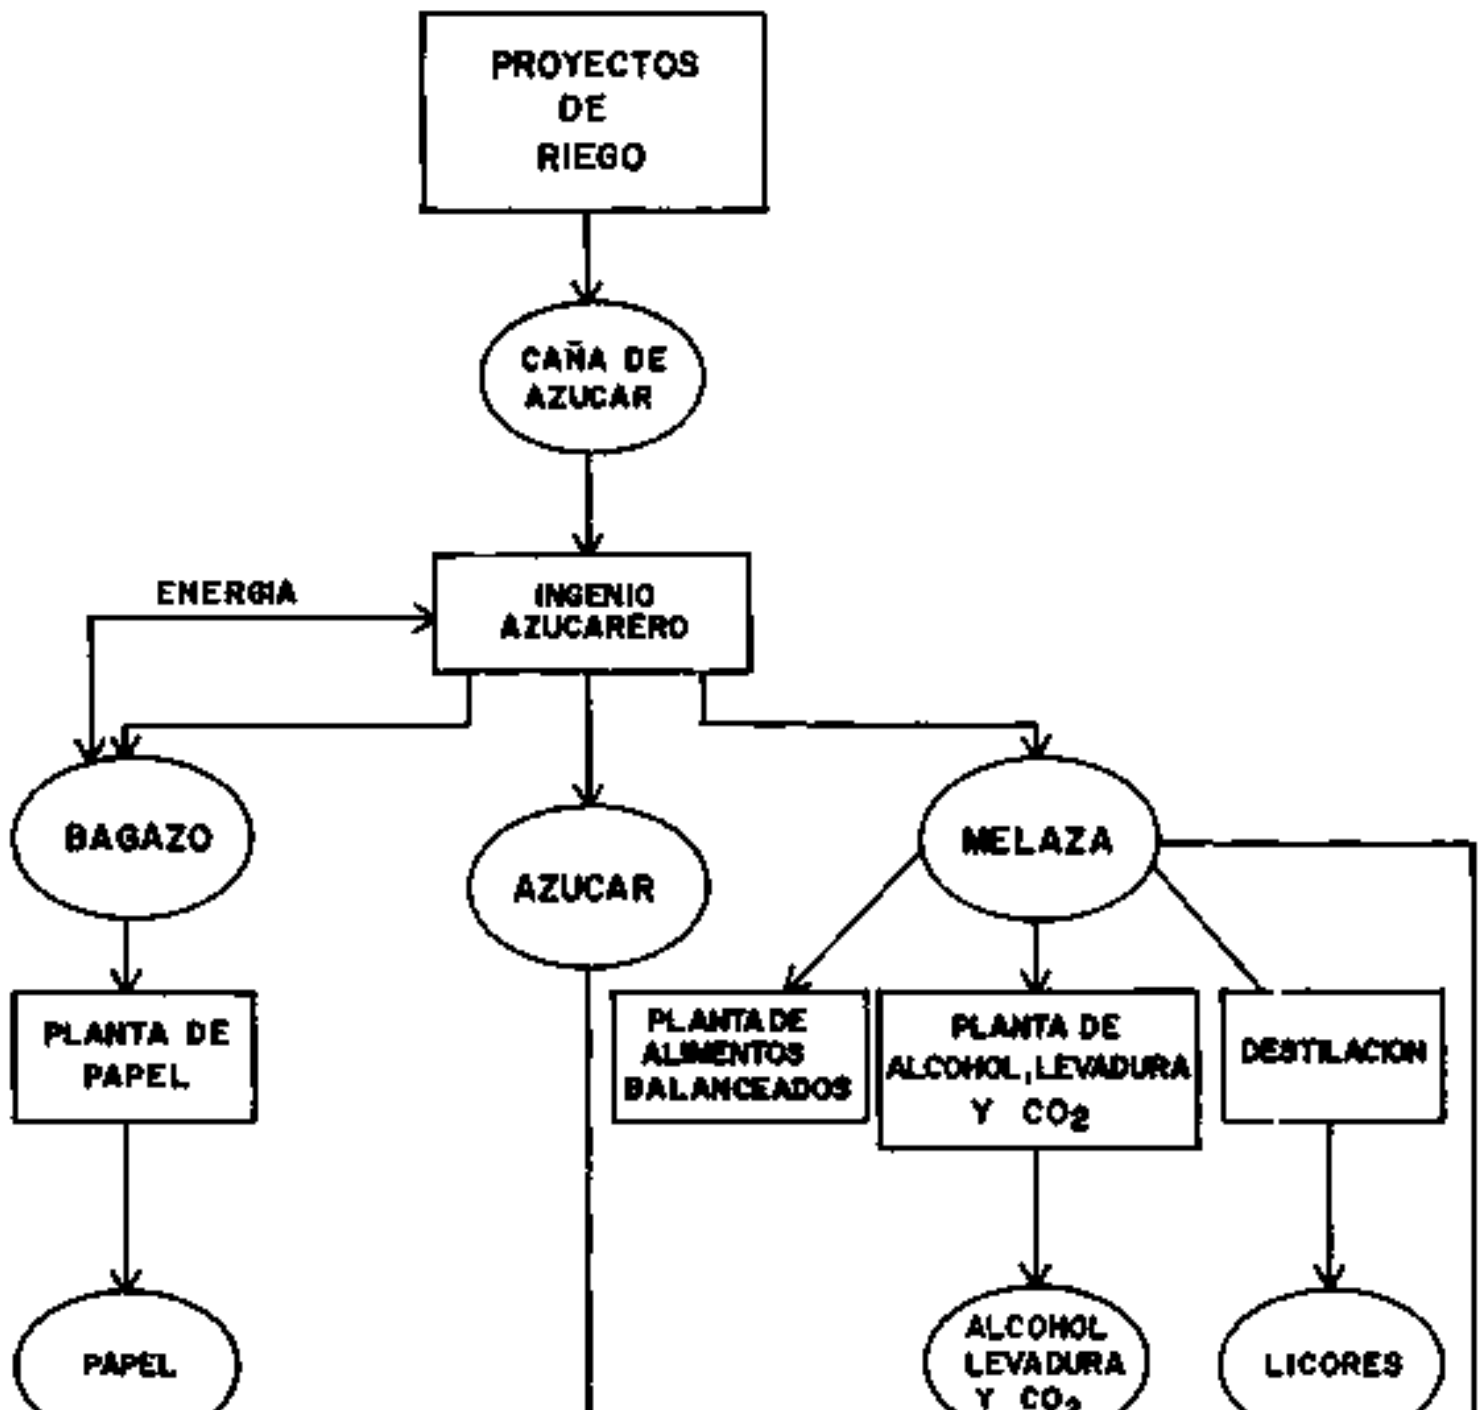 PROYECTOS
DE
RIEGO
CAÑA DE
AZUCAR
ENERGIA
INGENIO
AZUCARERO
BAGAZO
AZUCAR
MELAZA
PLANTA DE
PAPEL
PLANTA DE
ALIMENTOS
BALANCEADOS
PLANTA DE
ALCOHOL, LEVADURA
Y CO₂
DESTILACION
PAPEL
ALCOHOL
LEVADURA
Y CO₂
LICORES